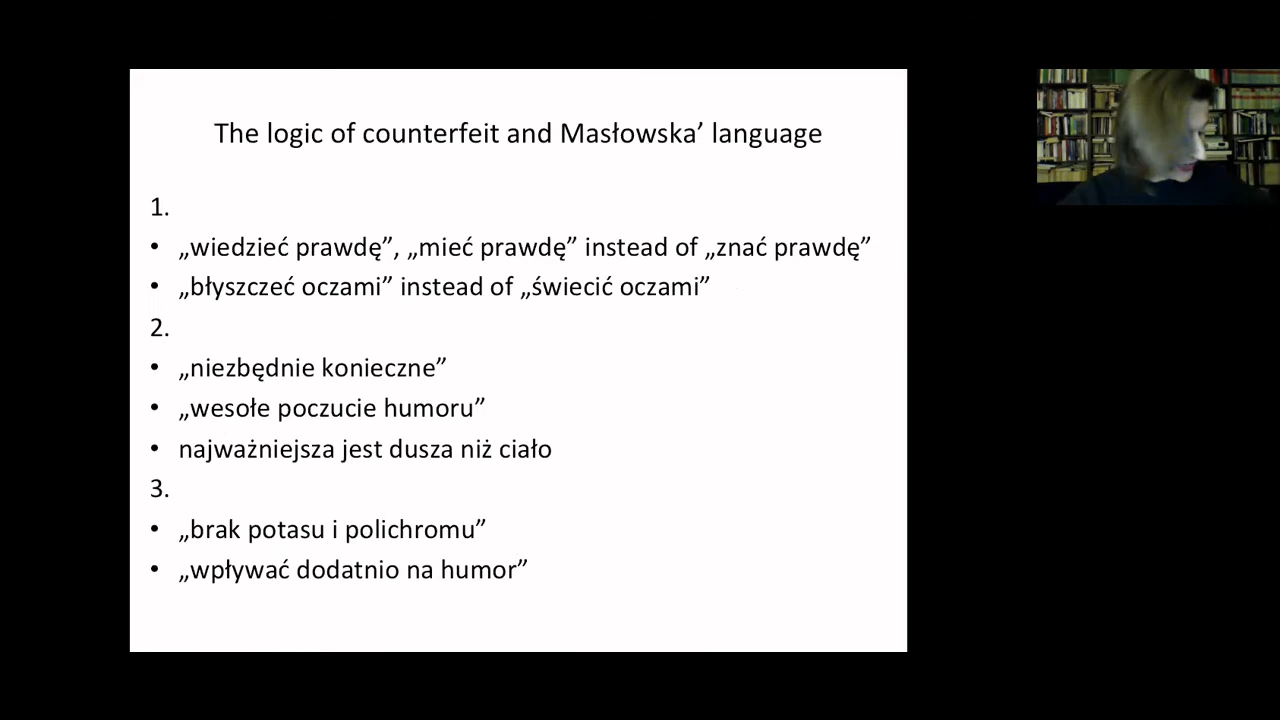 The logic of counterfeit and Masłowska’ language
1.
• „wiedzieć prawdę”, „mieć prawdę” instead of „znać prawdę”
• „błyszczeć oczami” instead of „świecić oczami”
2.
• „niezbędnie konieczne”
• „wesołe poczucie humoru”
• najważniejsza jest dusza niż ciało
3.
• „brak potasu i polichromu”
• „wpływać dodatnio na humor”